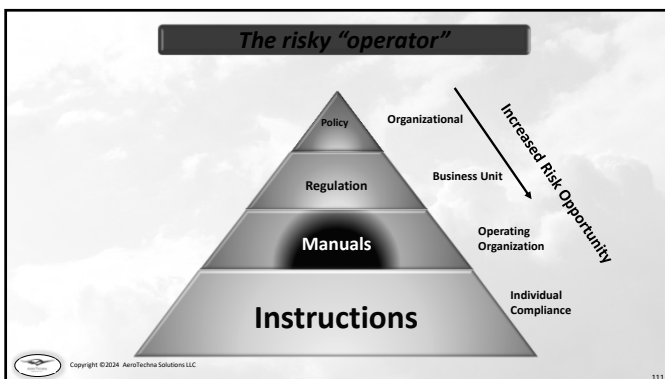 The risky “operator”
Policy
Organizational
Regulation
Business Unit
Manuals
Operating
Organization
Instructions
Individual
Compliance
Increased Risk Opportunity
Copyright ©2024 AeroTechna Solutions LLC
111